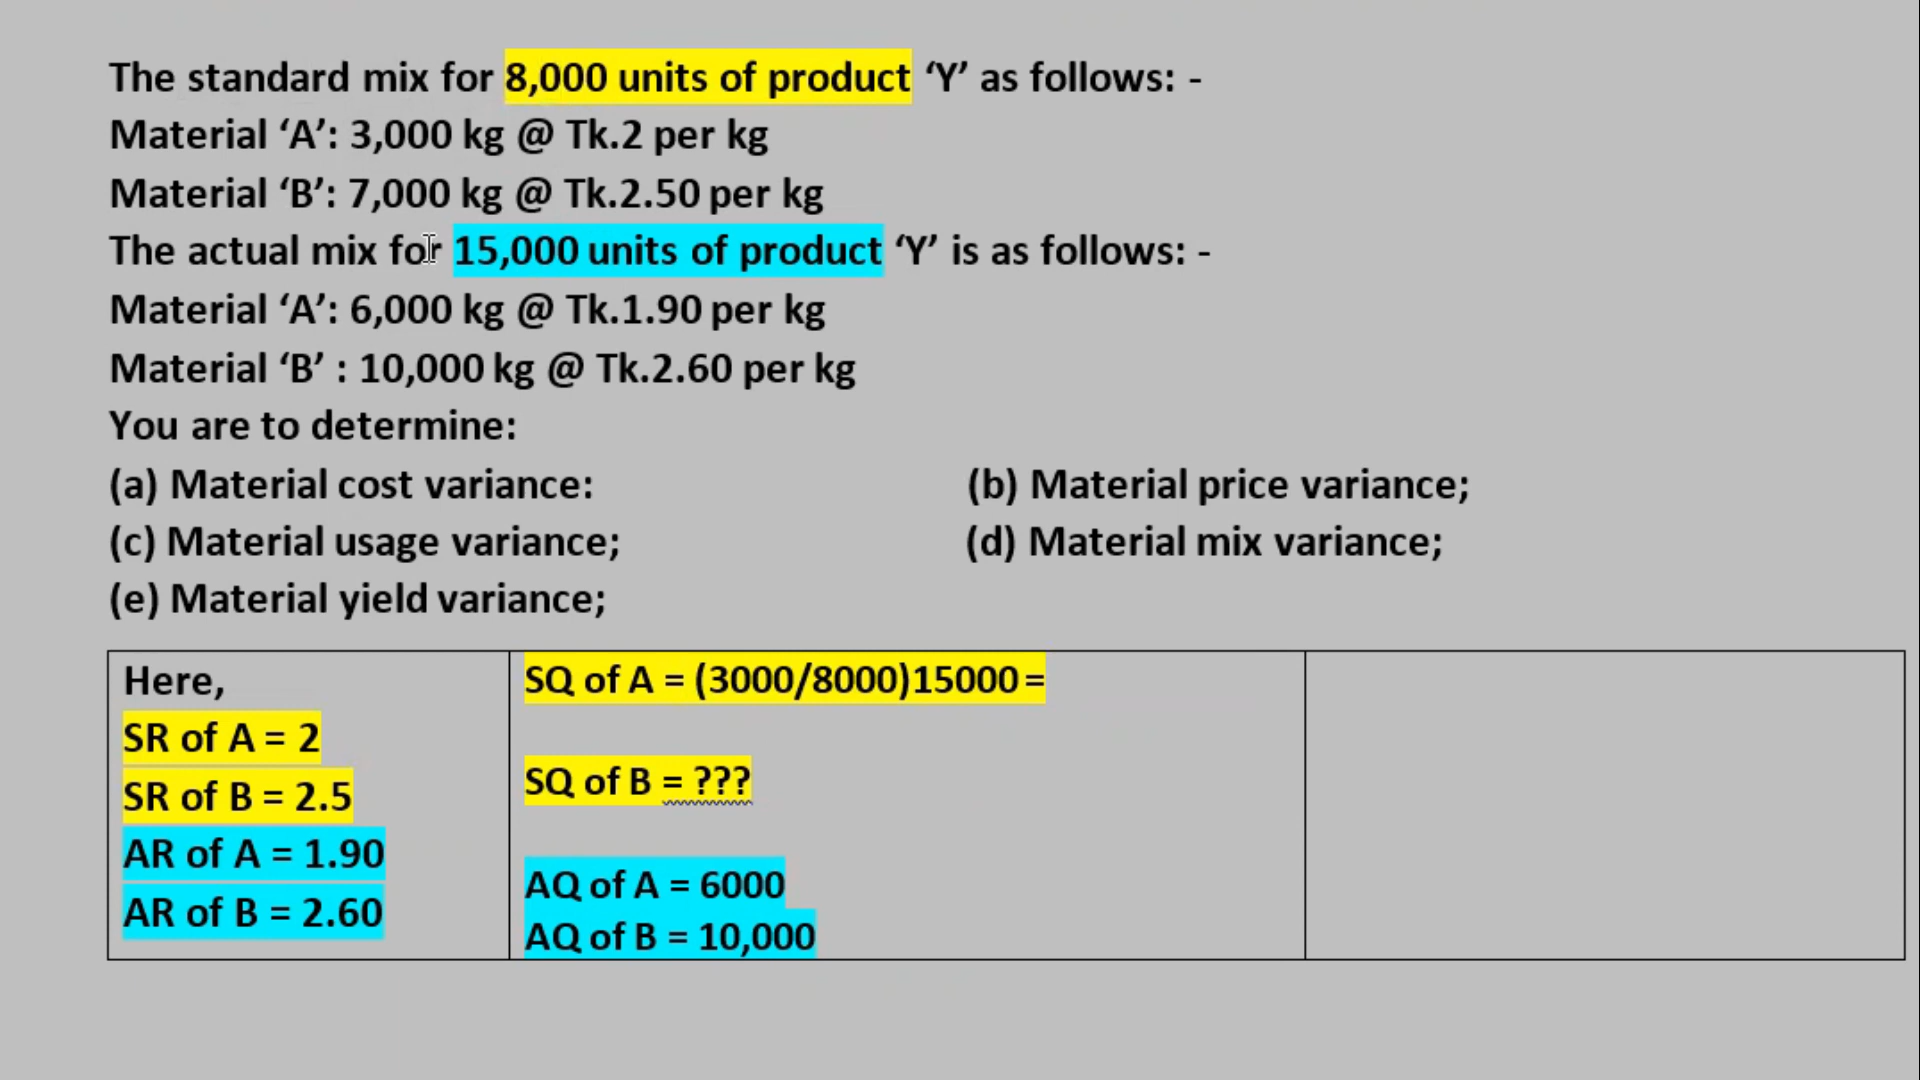 The standard mix for 8,000 units of product ‘Y’ as follows: -
Material ‘A’: 3,000 kg @ Tk.2 per kg
Material ‘B’: 7,000 kg @ Tk.2.50 per kg
The actual mix for 15,000 units of product ‘Y’ is as follows: -
Material ‘A’: 6,000 kg @ Tk.1.90 per kg
Material ‘B’ : 10,000 kg @ Tk.2.60 per kg
You are to determine:
(a) Material cost variance: (b) Material price variance;
(c) Material usage variance; (d) Material mix variance;
(e) Material yield variance;
Here,
SR of A = 2
SR of B = 2.5
AR of A = 1.90
AR of B = 2.60
SQ of A = (3000/8000)15000 =
SQ of B = ???
AQ of A = 6000
AQ of B = 10,000